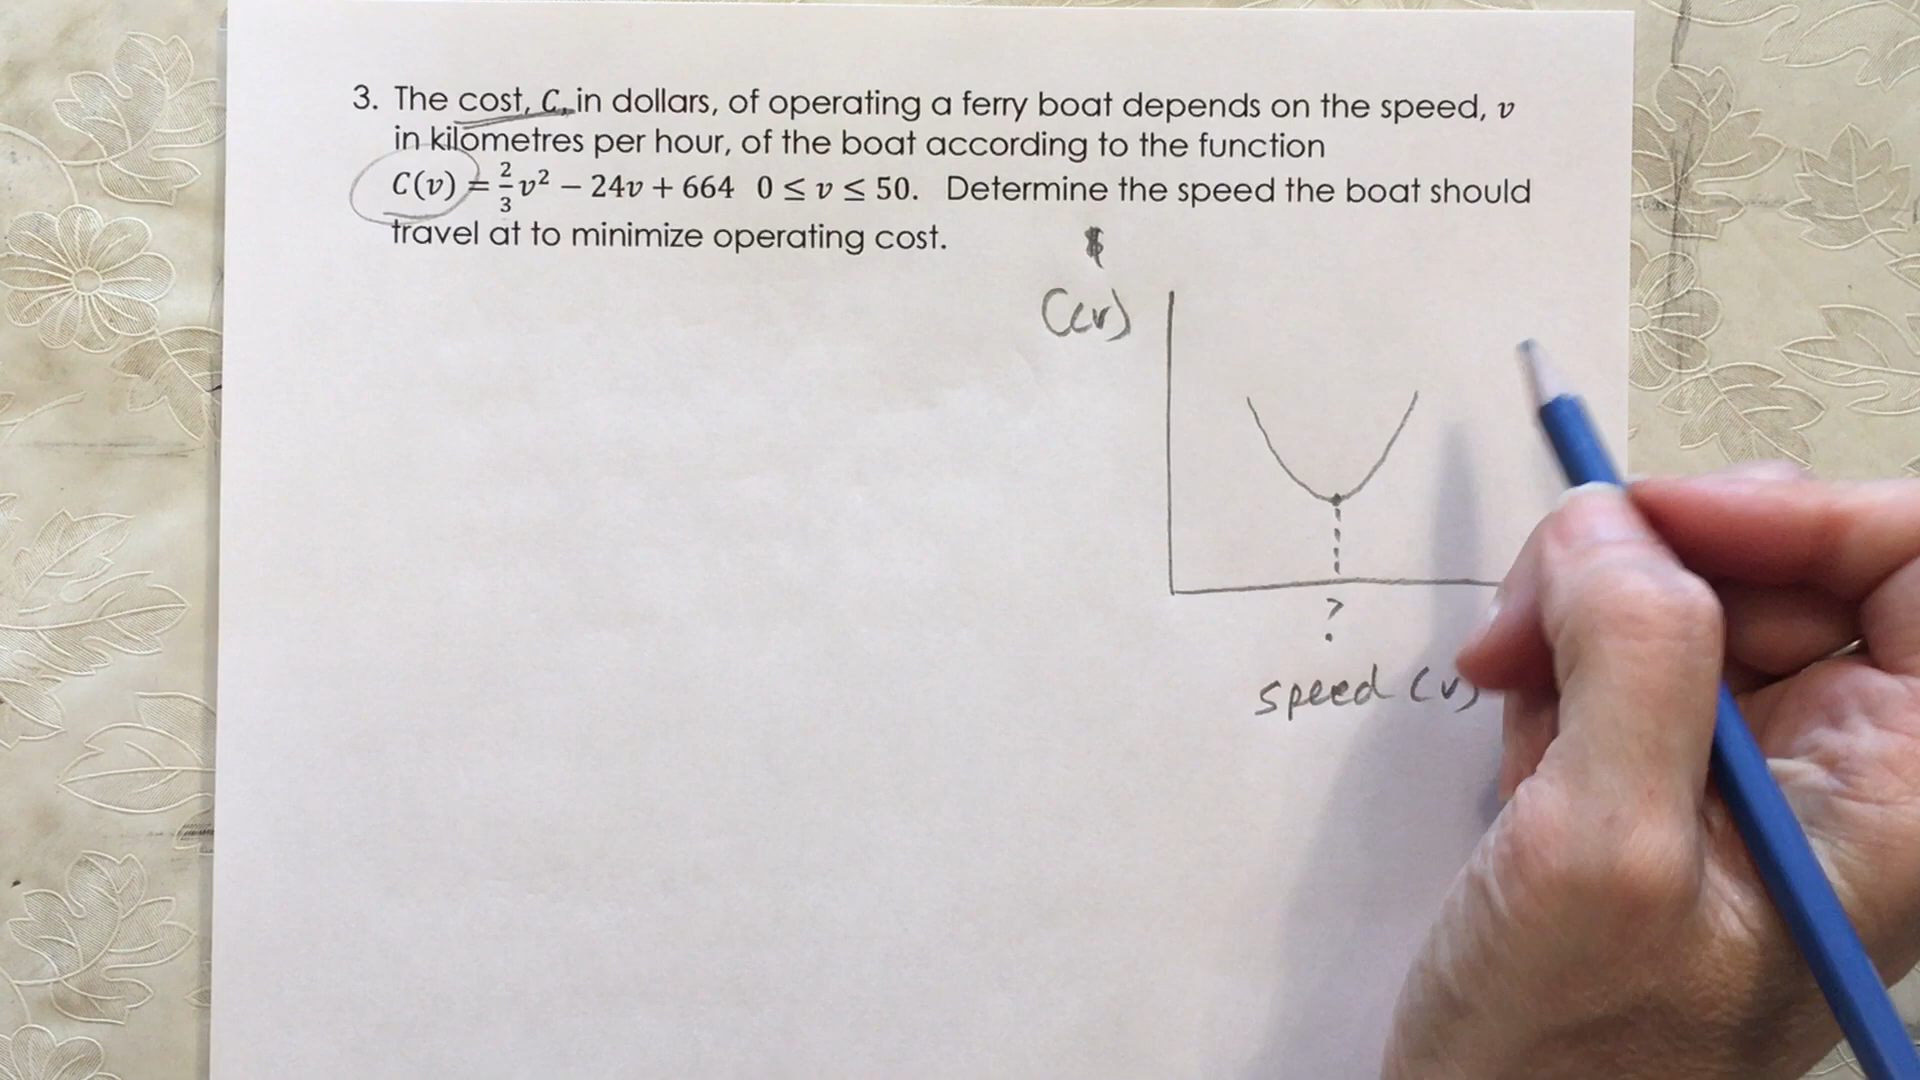 3. The cost, C, in dollars, of operating a ferry boat depends on the speed, v
in kilometres per hour, of the boat according to the function
C(v) = 2/3 v² − 24v + 664  0 ≤ v ≤ 50.  Determine the speed the boat should
travel at to minimize operating cost.
$
C(v)
?
speed (v)